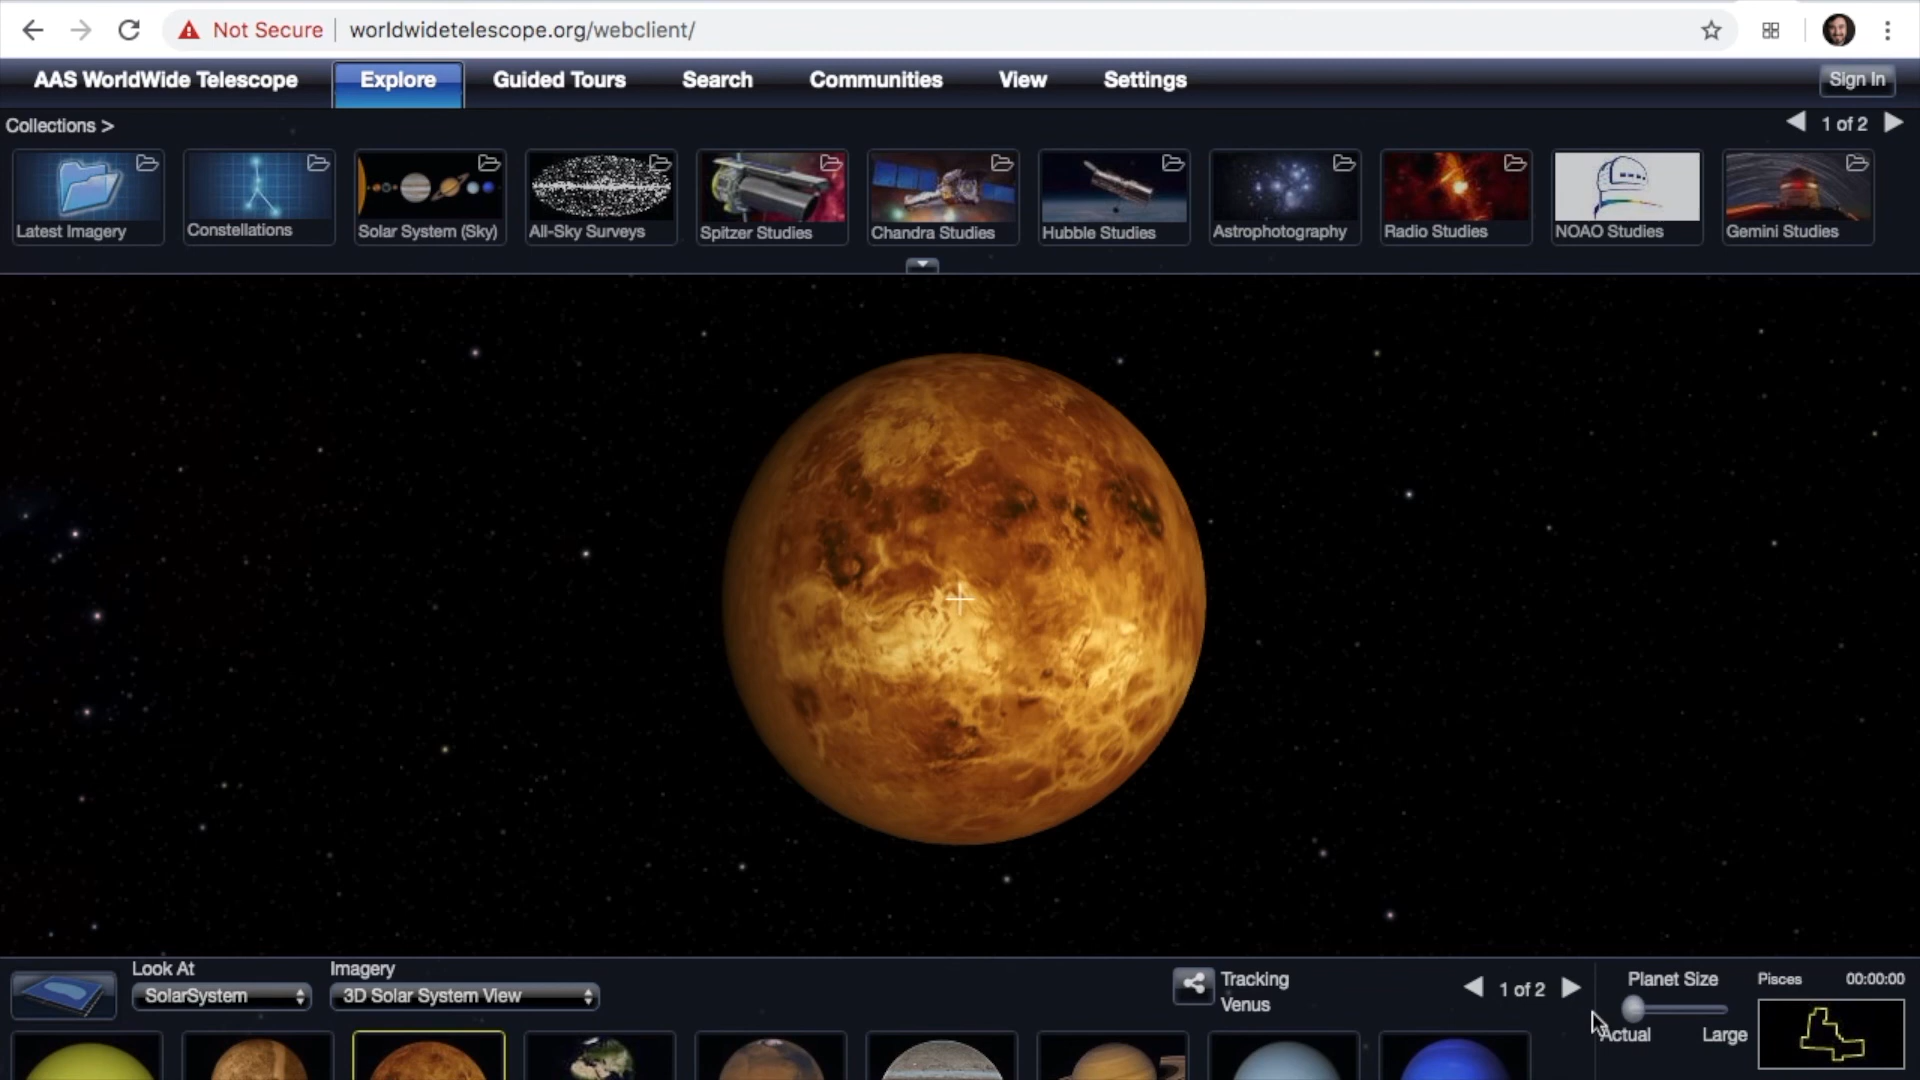 Not Secure worldwidetelescope.org/webclient/
AAS WorldWide Telescope Explore Guided Tours Search Communities View Settings Sign In
Collections > 1 of 2
Latest Imagery Constellations Solar System (Sky) All-Sky Surveys Spitzer Studies Chandra Studies Hubble Studies Astrophotography Radio Studies NOAO Studies Gemini Studies
Look At Imagery Tracking Planet Size Pisces 00:00:00
SolarSystem 3D Solar System View Venus 1 of 2
Actual Large